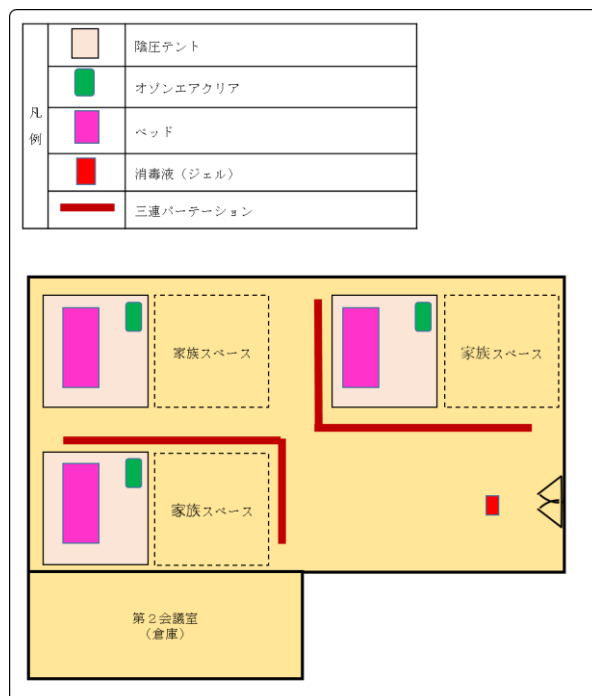 凡例
陰圧テント
オゾンエアクリア
ベッド
消毒液（ジェル）
三連パーテーション
家族スペース
家族スペース
家族スペース
第２会議室
（倉庫）